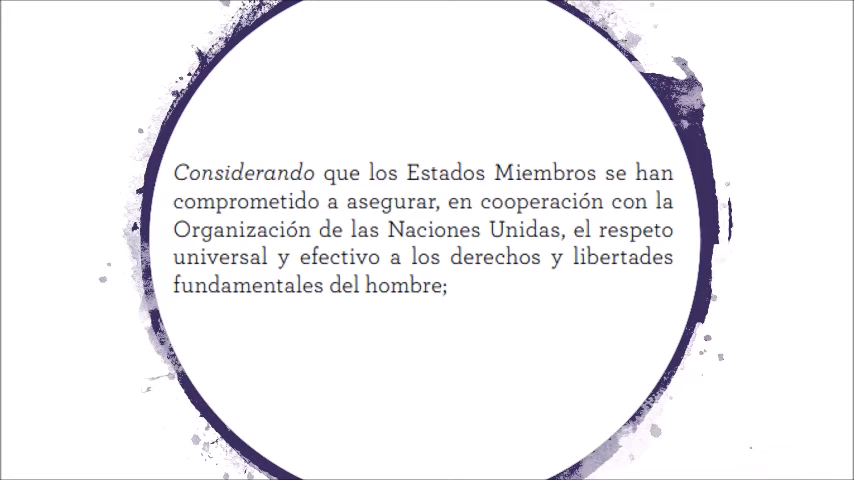 Considerando que los Estados Miembros se han
comprometido a asegurar, en cooperación con la
Organización de las Naciones Unidas, el respeto
universal y efectivo a los derechos y libertades
fundamentales del hombre;